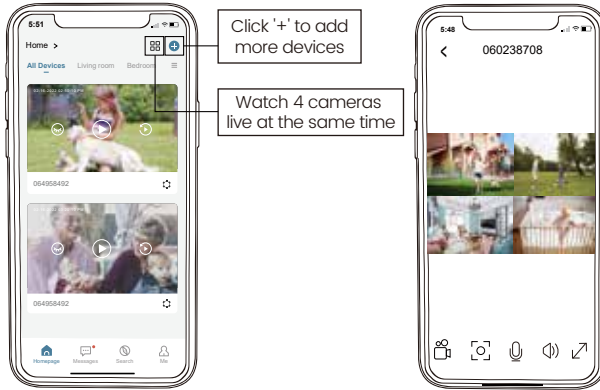 5:51
Home >
All Devices Living room Bedroom
064958492
064958492
Homepage Messages Search Me
Click '+' to add
more devices
Watch 4 cameras
live at the same time
5:48
060238708